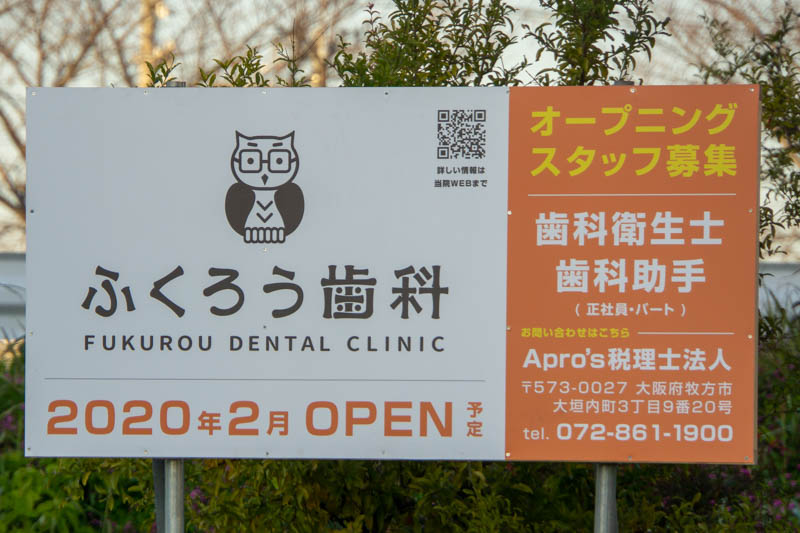 詳しい情報は
当院WEBまで
ふくろう歯科
FUKUROU DENTAL CLINIC
2020年2月 OPEN 予定
オープニング
スタッフ募集
歯科衛生士
歯科助手
( 正社員・パート )
お問い合わせはこちら
Apro's税理士法人
〒573-0027 大阪府枚方市
大垣内町3丁目9番20号
tel. 072-861-1900